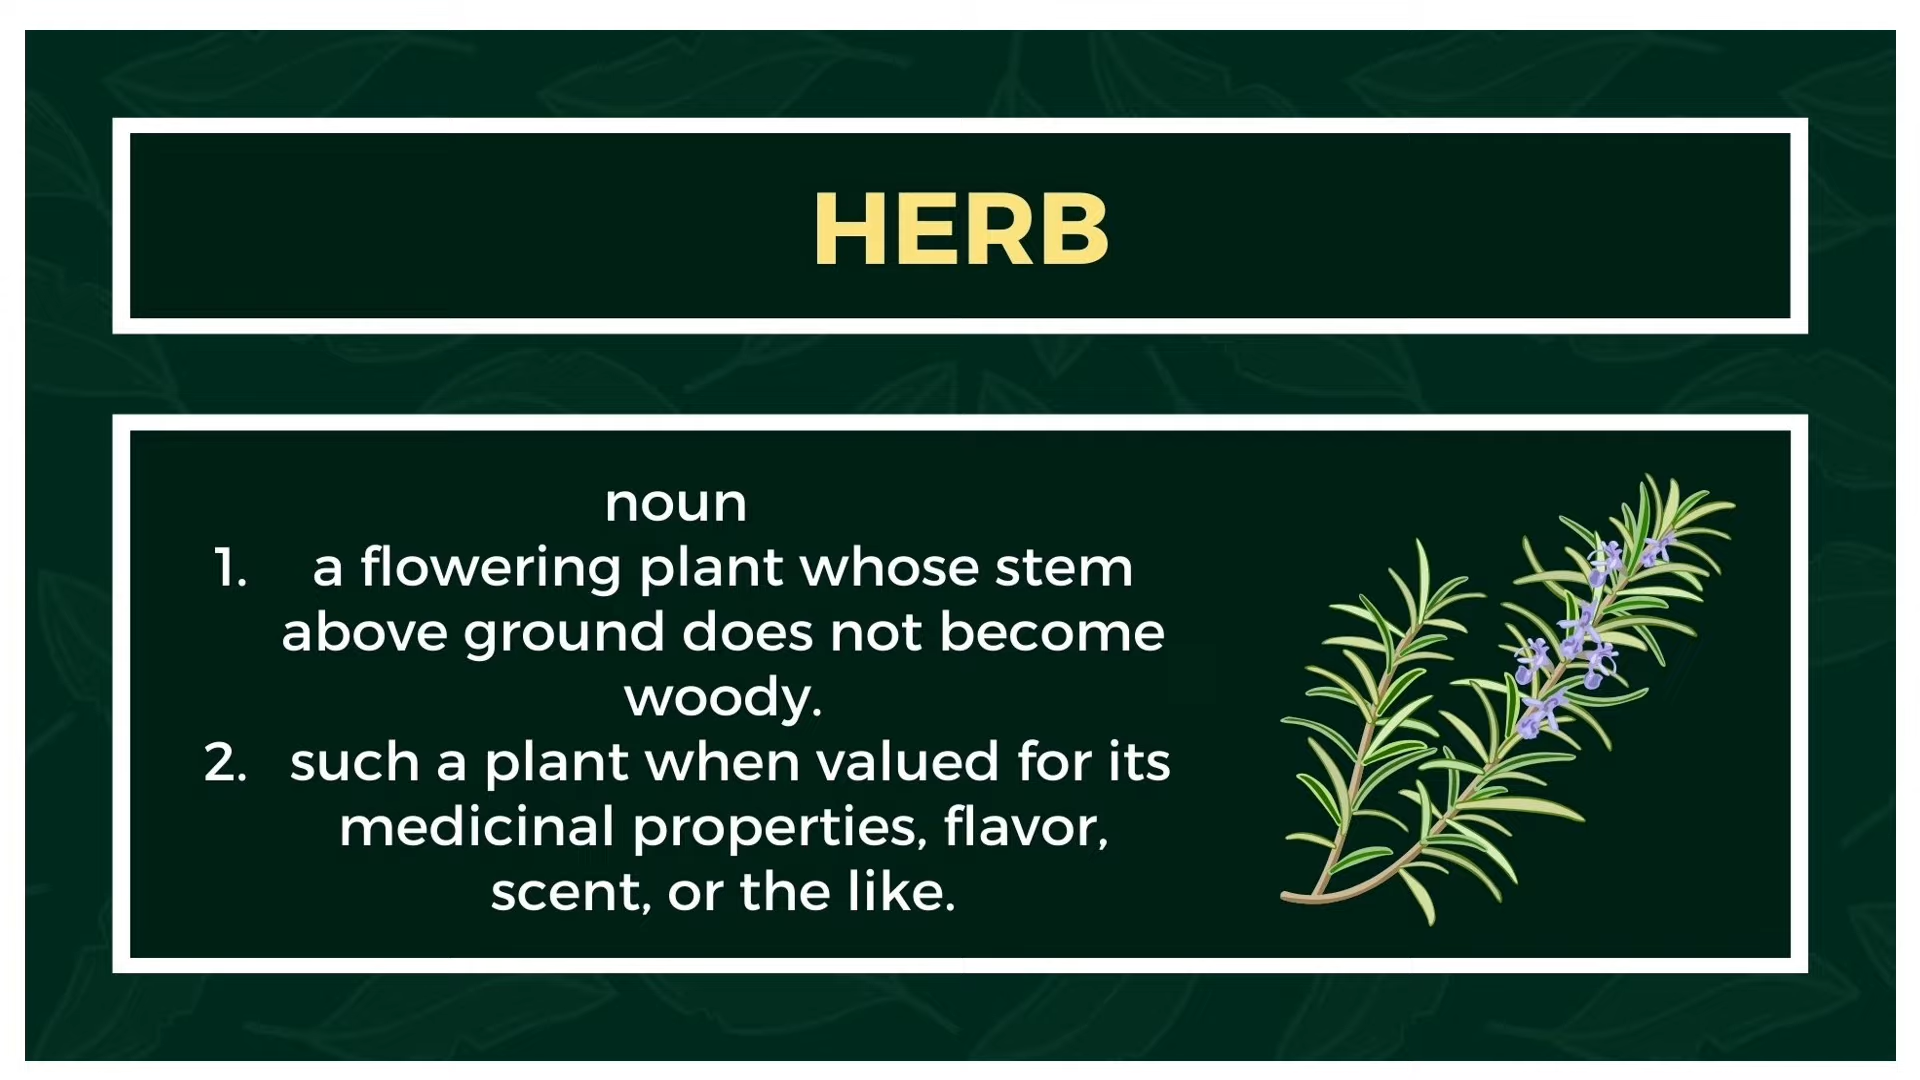 HERB
noun
1. a flowering plant whose stem
above ground does not become
woody.
2. such a plant when valued for its
medicinal properties, flavor,
scent, or the like.